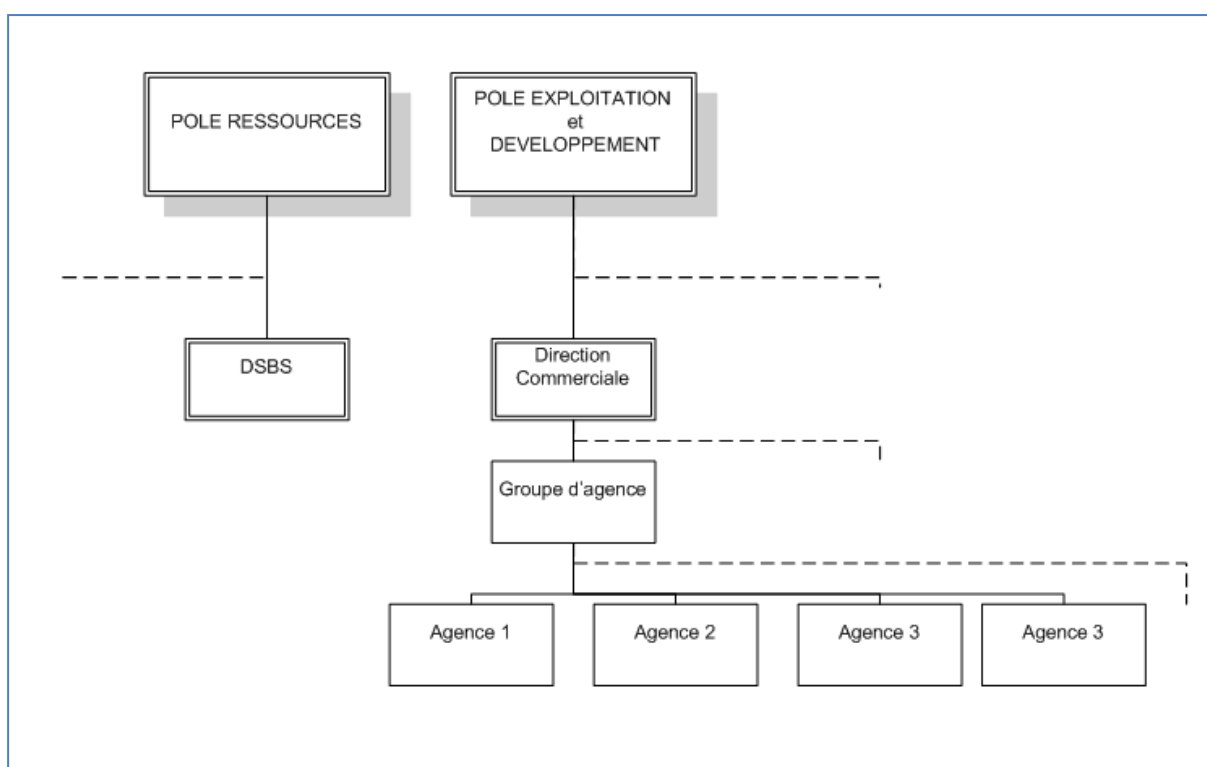 POLE RESSOURCES
POLE EXPLOITATION
et
DEVELOPPEMENT
DSBS
Direction
Commerciale
Groupe d'agence
Agence 1
Agence 2
Agence 3
Agence 3